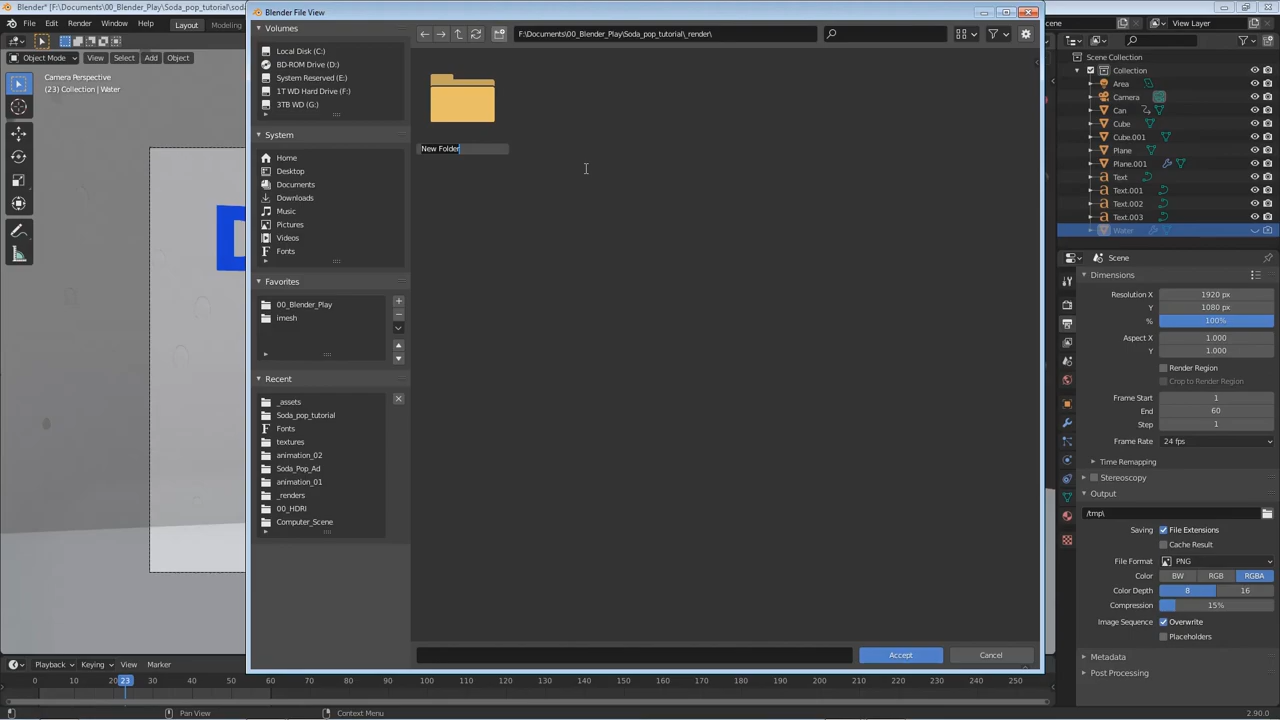 Blender* [F:\Documents\00_Blender_Play\Soda_pop_tutorial\soda
Blender File View
File Edit Render Window Help Layout Modeling
Scene View Layer
Object Mode View Select Add Object
Camera Perspective
(23) Collection | Water
Volumes
Local Disk (C:)
BD-ROM Drive (D:)
System Reserved (E:)
1T WD Hard Drive (F:)
3TB WD (G:)
System
Home
Desktop
Documents
Downloads
Music
Pictures
Videos
Fonts
Favorites
00_Blender_Play
imesh
Recent
_assets
Soda_pop_tutorial
Fonts
textures
animation_02
Soda_Pop_Ad
animation_01
_renders
00_HDRI
Computer_Scene
F:\Documents\00_Blender_Play\Soda_pop_tutorial\_render\
New Folder
Accept Cancel
Scene Collection
Collection
Area
Camera
Can
Cube
Cube.001
Plane
Plane.001
Text
Text.001
Text.002
Text.003
Water
Scene
Dimensions
Resolution X 1920 px
Y 1080 px
% 100%
Aspect X 1.000
Y 1.000
Render Region
Crop to Render Region
Frame Start 1
End 60
Step 1
Frame Rate 24 fps
Time Remapping
Stereoscopy
Output
/tmp\
Saving File Extensions
Cache Result
File Format PNG
Color BW RGB RGBA
Color Depth 8 16
Compression 15%
Image Sequence Overwrite
Placeholders
Metadata
Post Processing
Playback Keying View Marker
0 10 20 23 30 40 50 60 70 80 90 100 110 120 130 140 150 160 170 180 190 200 210 220 230 240 250
Pan View Context Menu 2.90.0